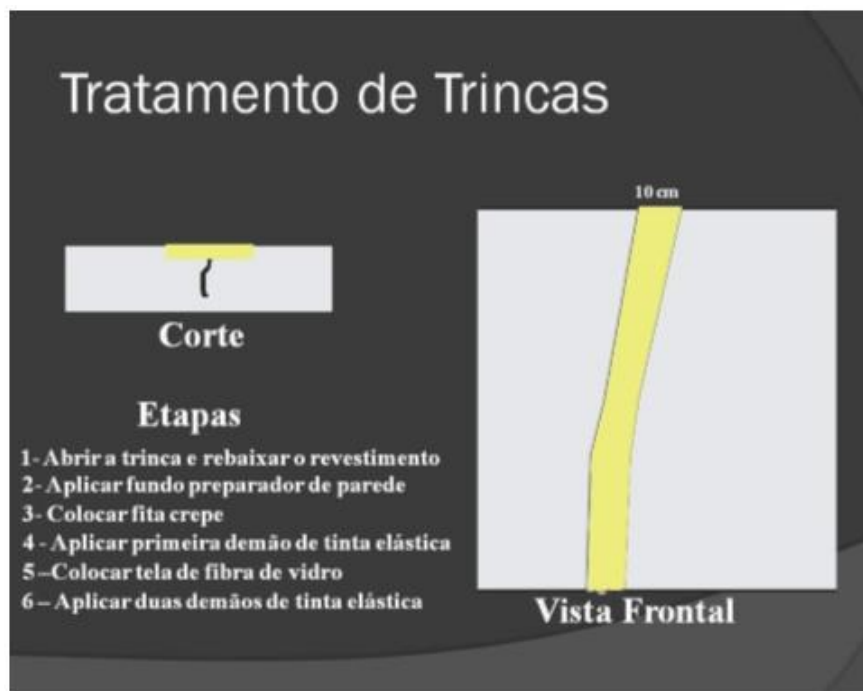 Tratamento de Trincas
10 cm
Corte
Etapas
1- Abrir a trinca e rebaixar o revestimento
2- Aplicar fundo preparador de parede
3- Colocar fita crepe
4 - Aplicar primeira demão de tinta elástica
5 –Colocar tela de fibra de vidro
6 – Aplicar duas demãos de tinta elástica
Vista Frontal